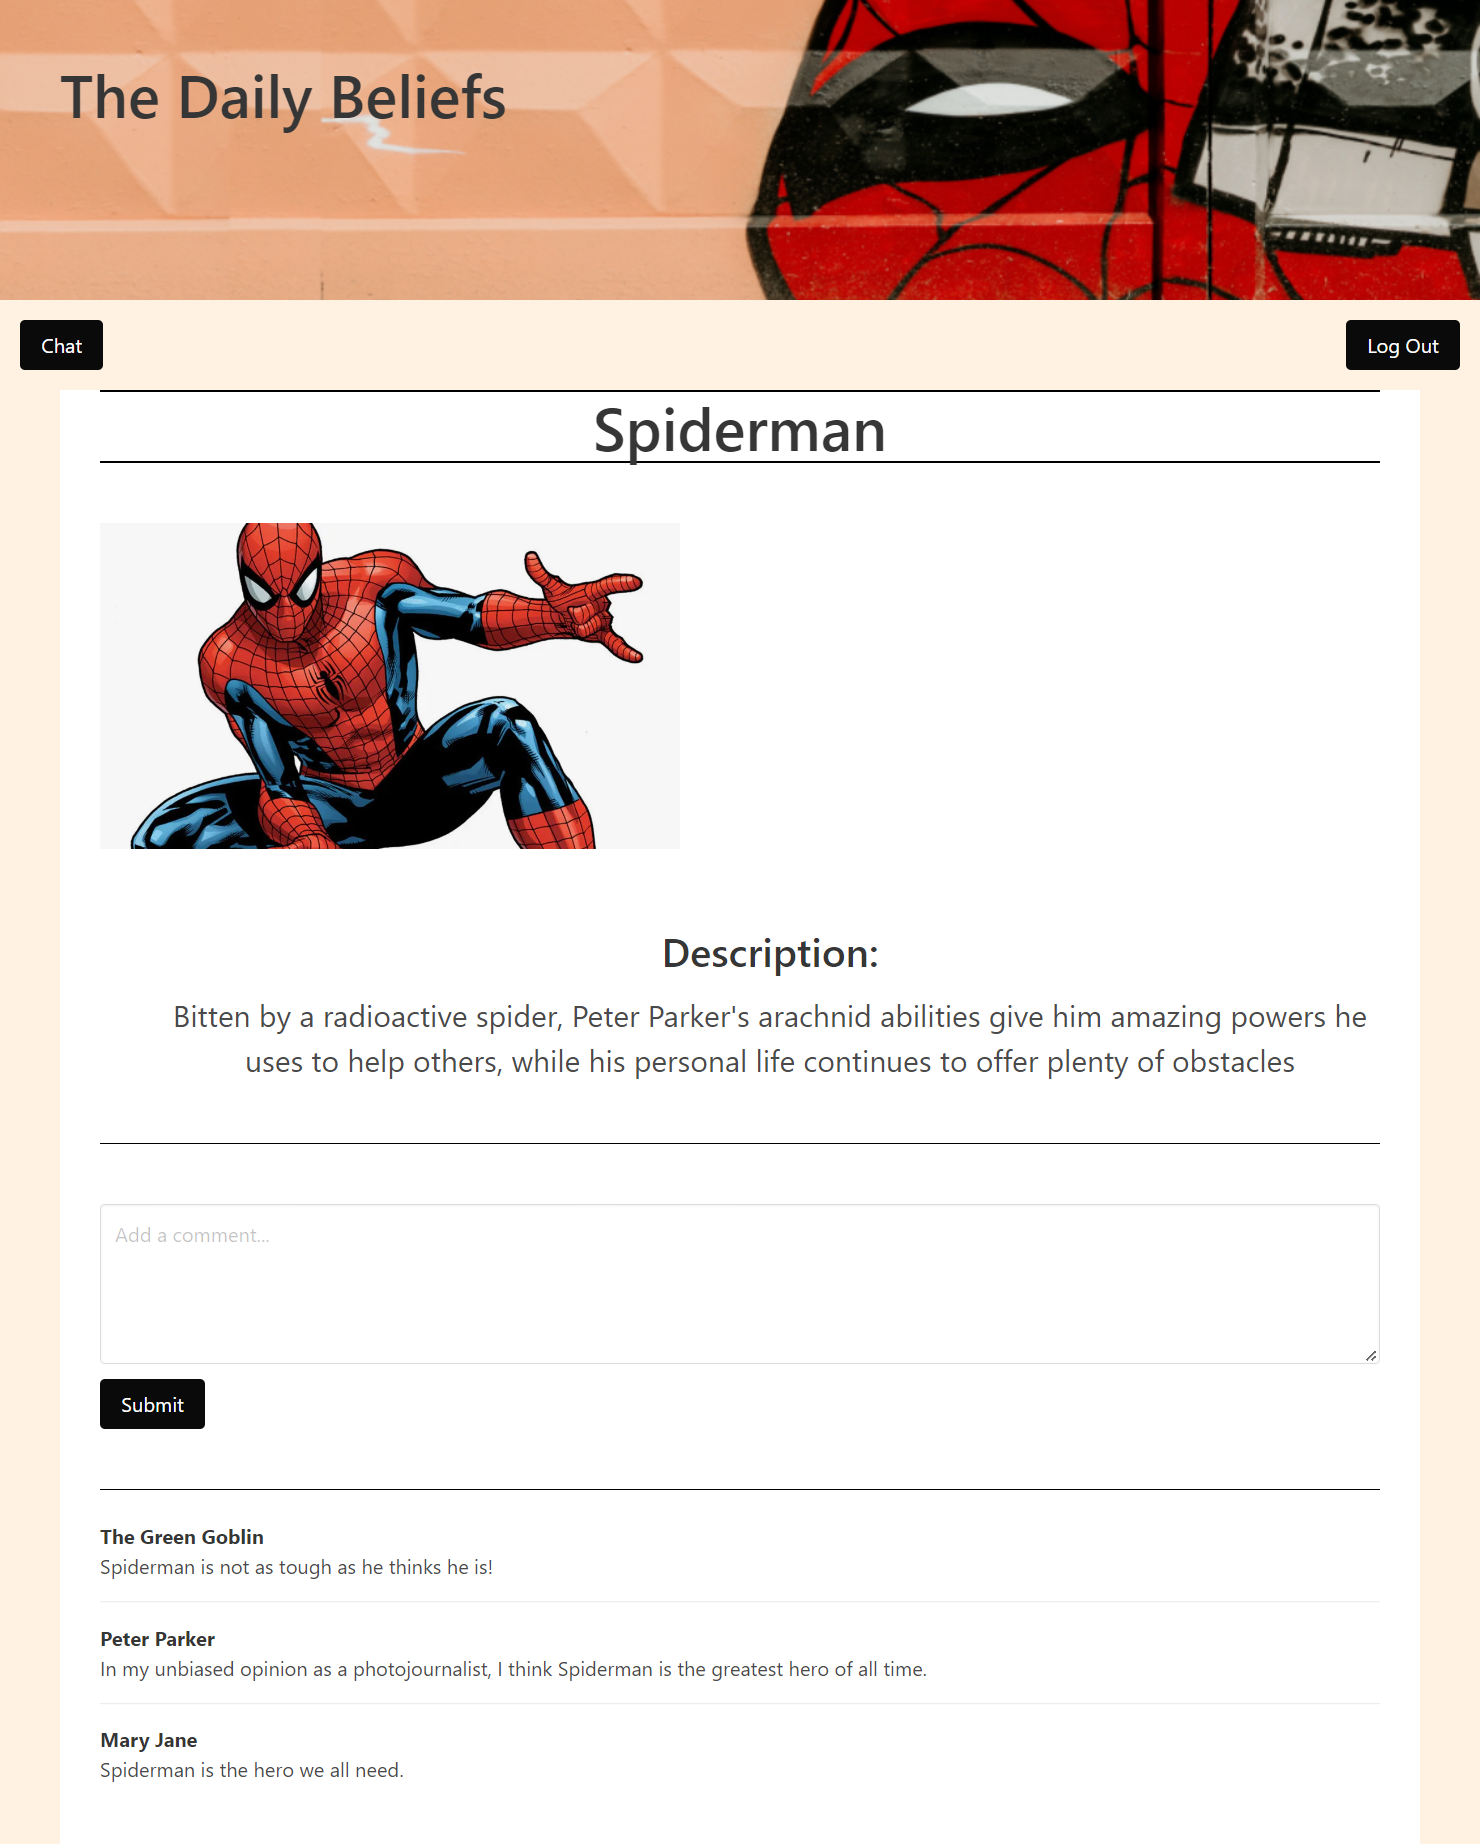 The Daily Beliefs
Chat
Log Out
Spiderman
Description:
Bitten by a radioactive spider, Peter Parker's arachnid abilities give him amazing powers he
uses to help others, while his personal life continues to offer plenty of obstacles
Add a comment...
Submit
The Green Goblin
Spiderman is not as tough as he thinks he is!
Peter Parker
In my unbiased opinion as a photojournalist, I think Spiderman is the greatest hero of all time.
Mary Jane
Spiderman is the hero we all need.